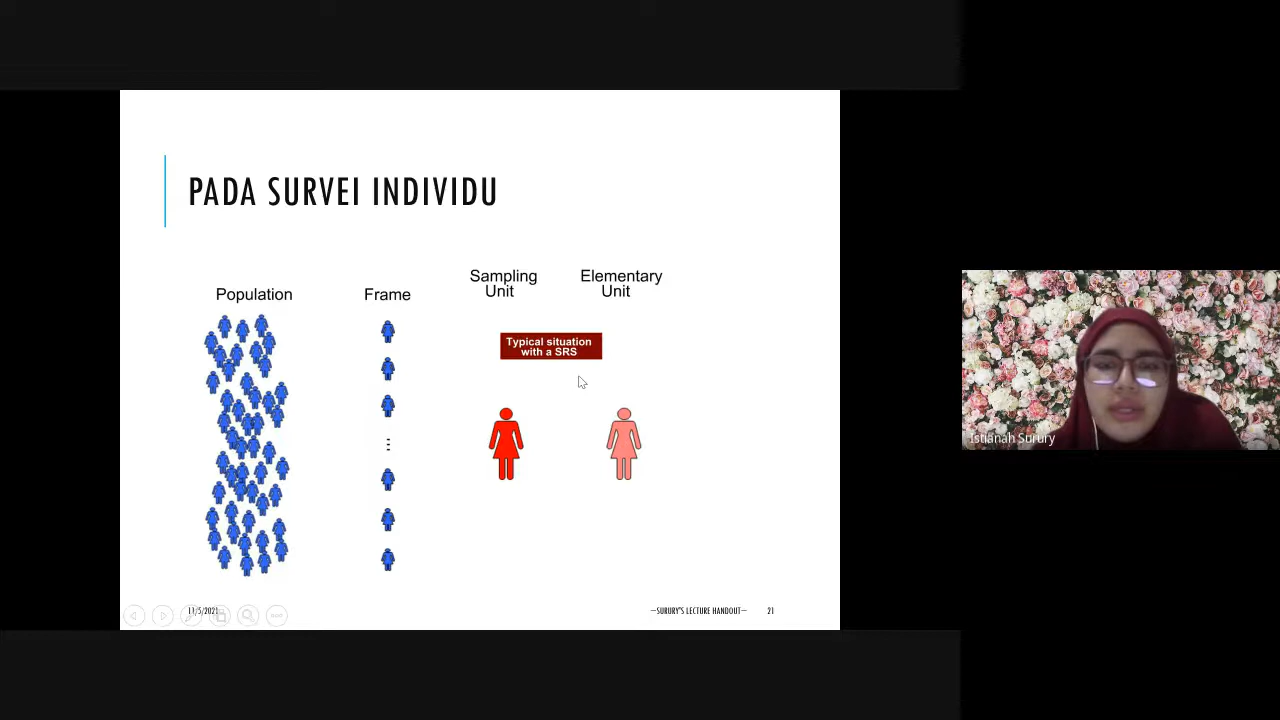 PADA SURVEI INDIVIDU
Population
Frame
Sampling
Unit
Elementary
Unit
Typical situation
with a SRS
11/5/2021
—SURURY'S LECTURE HANDOUT—
21
Istianah Surury